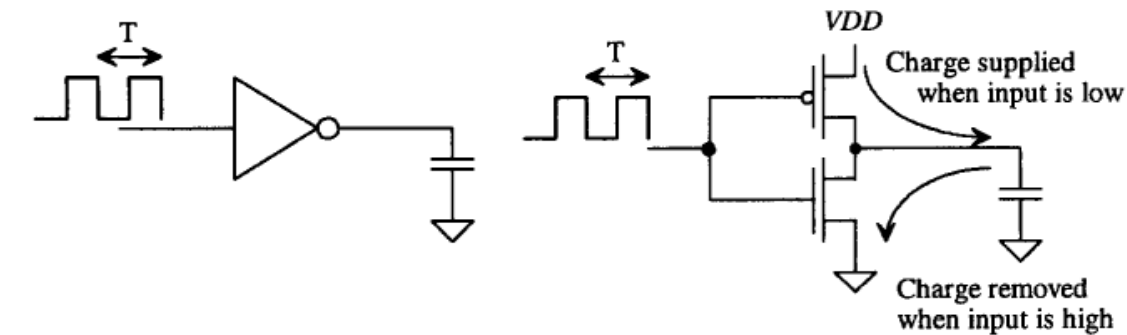 T
T
VDD
Charge supplied
when input is low
Charge removed
when input is high